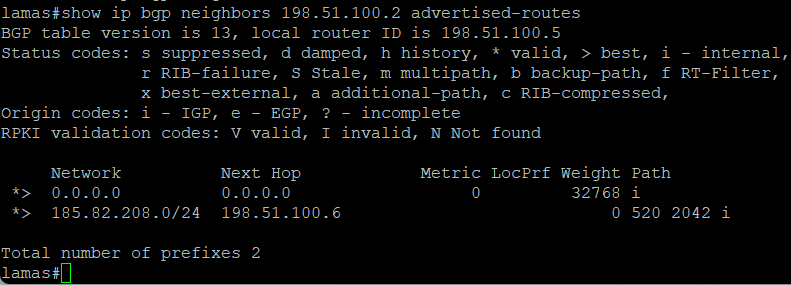 lamas#show ip bgp neighbors 198.51.100.2 advertised-routes
BGP table version is 13, local router ID is 198.51.100.5
Status codes: s suppressed, d damped, h history, * valid, > best, i - internal,
              r RIB-failure, S Stale, m multipath, b backup-path, f RT-Filter,
              x best-external, a additional-path, c RIB-compressed,
Origin codes: i - IGP, e - EGP, ? - incomplete
RPKI validation codes: V valid, I invalid, N Not found

     Network          Next Hop            Metric LocPrf Weight Path
 *>  0.0.0.0          0.0.0.0                  0         32768 i
 *>  185.82.208.0/24  198.51.100.6                           0 520 2042 i

Total number of prefixes 2
lamas#